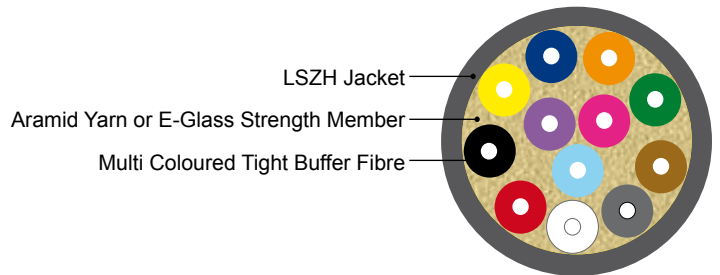 LSZH Jacket
Aramid Yarn or E-Glass Strength Member
Multi Coloured Tight Buffer Fibre